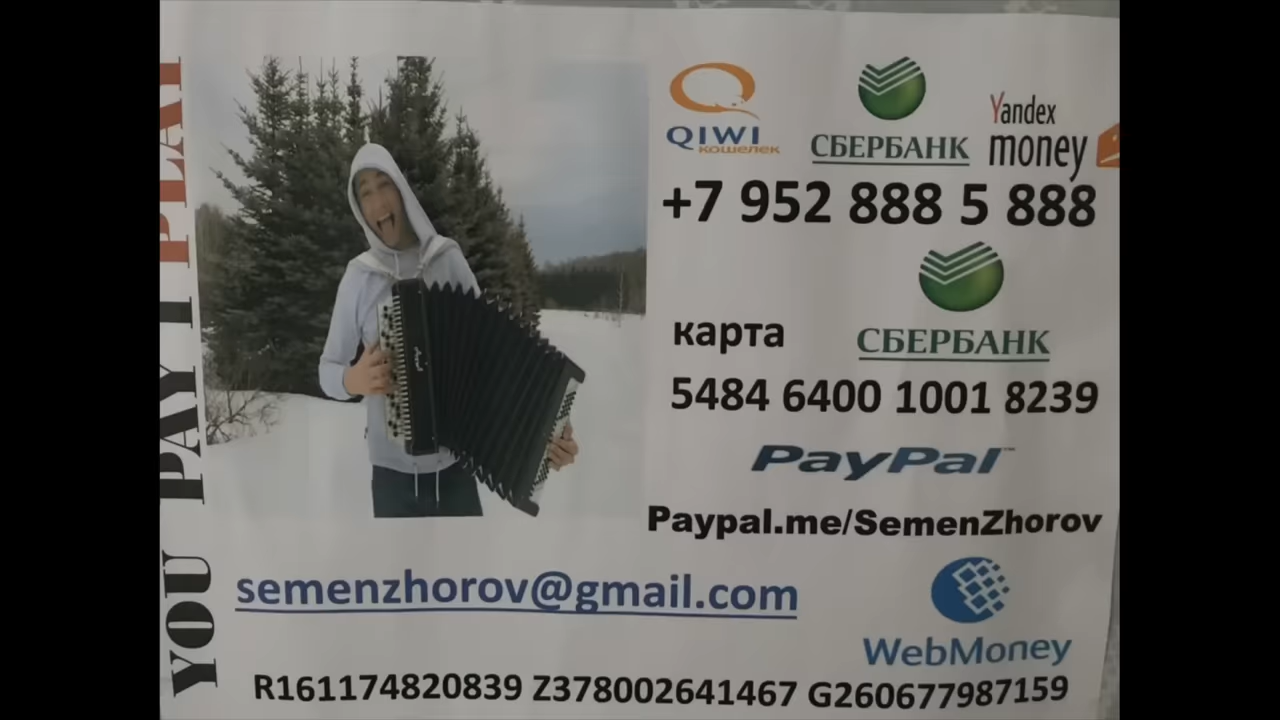 YOU PAY I PLAY
QIWI
кошелек
СБЕРБАНК
Yandex
money
+7 952 888 5 888
карта
СБЕРБАНК
5484 6400 1001 8239
PayPal™
Paypal.me/SemenZhorov
semenzhorov@gmail.com
WebMoney
R161174820839 Z378002641467 G260677987159